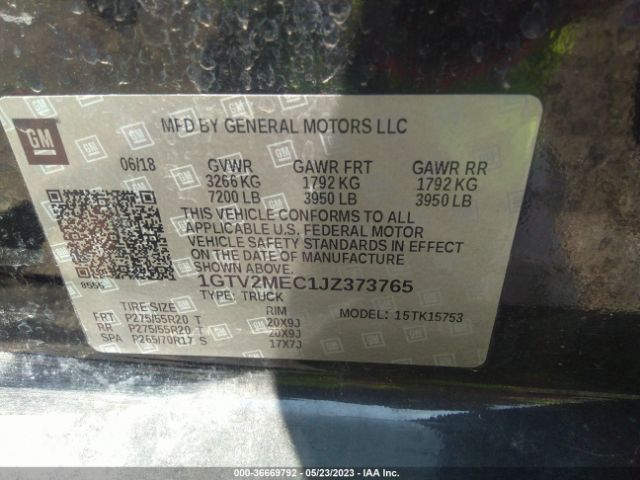 GM
MFD BY GENERAL MOTORS LLC
06/18 GVWR GAWR FRT GAWR RR
3266 KG 1792 KG 1792 KG
7200 LB 3950 LB 3950 LB
THIS VEHICLE CONFORMS TO ALL
APPLICABLE U.S. FEDERAL MOTOR
VEHICLE SAFETY STANDARDS IN EFFECT
ON THE DATE OF MANUFACTURE
SHOWN ABOVE.
8555 1GTV2MEC1JZ373765
TYPE: TRUCK
TIRE SIZE RIM MODEL: 15TK15753
FRT P275/55R20 T 20X9J
RR P275/55R20 T 20X9J
SPA P265/70R17 S 17X7J
000-36669792 - 05/23/2023 - IAA Inc.